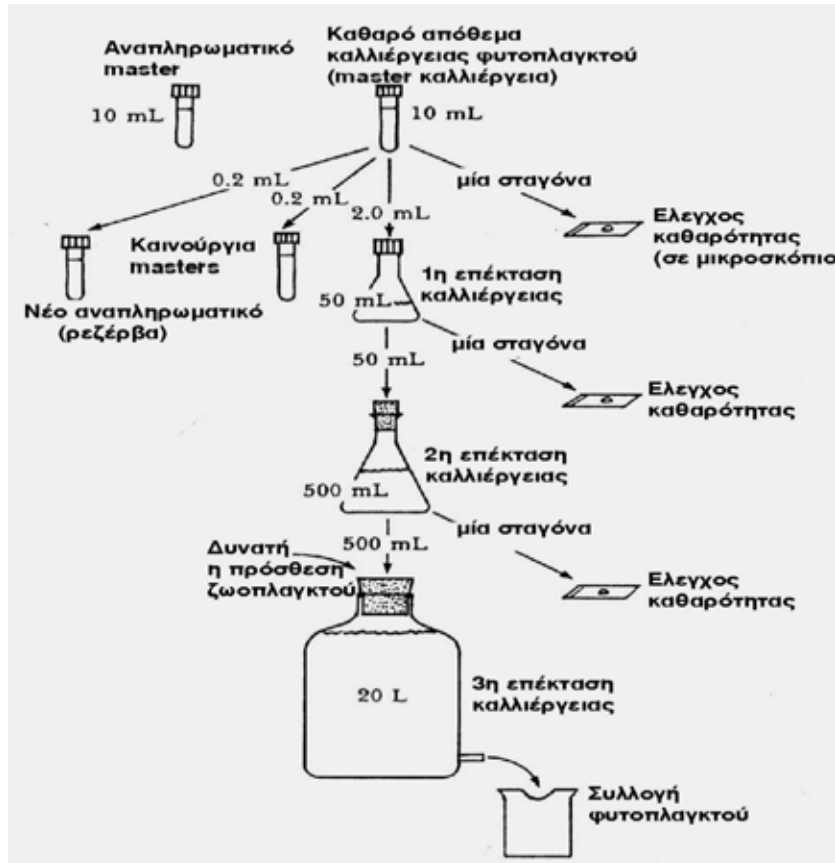 Αναπληρωματικό
master
10 mL
Καθαρό απόθεμα
καλλιέργειας φυτοπλαγκτού
(master καλλιέργεια)
10 mL
0.2 mL
0.2 mL
2.0 mL
μία σταγόνα
Ελεγχος
καθαρότητας
(σε μικροσκόπιο
Καινούργια
masters
Νέο αναπληρωματικό
(ρεζέρβα)
50 mL
1η επέκταση
καλλιέργειας
μία σταγόνα
50 mL
Ελεγχος
καθαρότητας
2η επέκταση
καλλιέργειας
500 mL
μία σταγόνα
500 mL
Δυνατή
η πρόσθεση
ζωοπλαγκτού
Ελεγχος
καθαρότητας
20 L
3η επέκταση
καλλιέργειας
Συλλογή
φυτοπλαγκτού